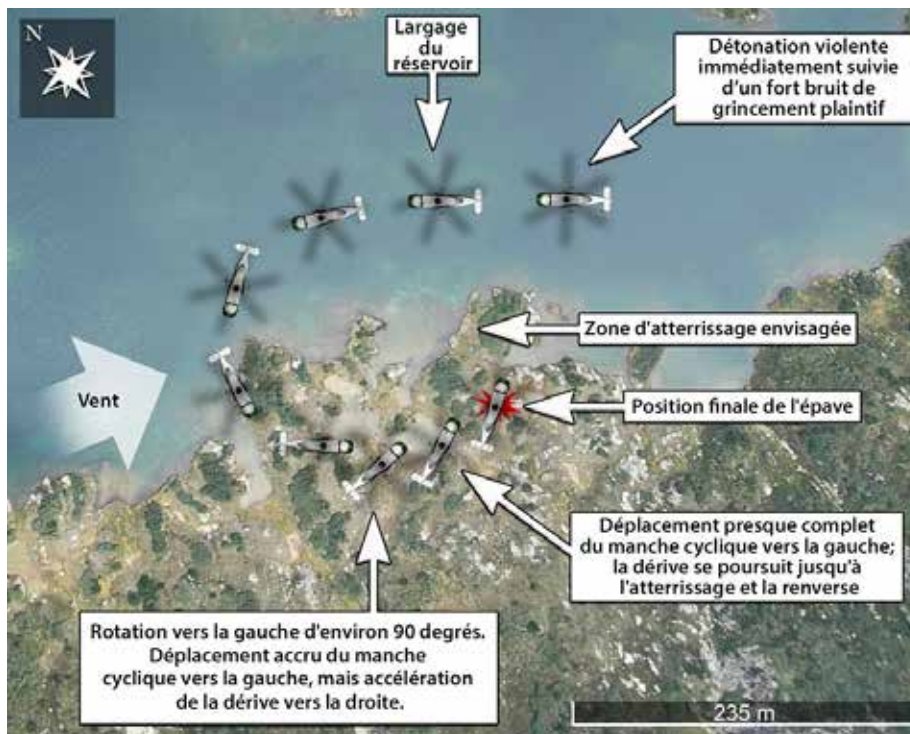 N
Largage
du
réservoir
Détonation violente
immédiatement suivie
d'un fort bruit de
grincement plaintif
Zone d'atterrissage envisagée
Vent
Position finale de l'épave
Déplacement presque complet
du manche cyclique vers la gauche;
la dérive se poursuit jusqu'à
l'atterrissage et la renverse
Rotation vers la gauche d'environ 90 degrés.
Déplacement accru du manche
cyclique vers la gauche, mais accélération
de la dérive vers la droite.
235 m